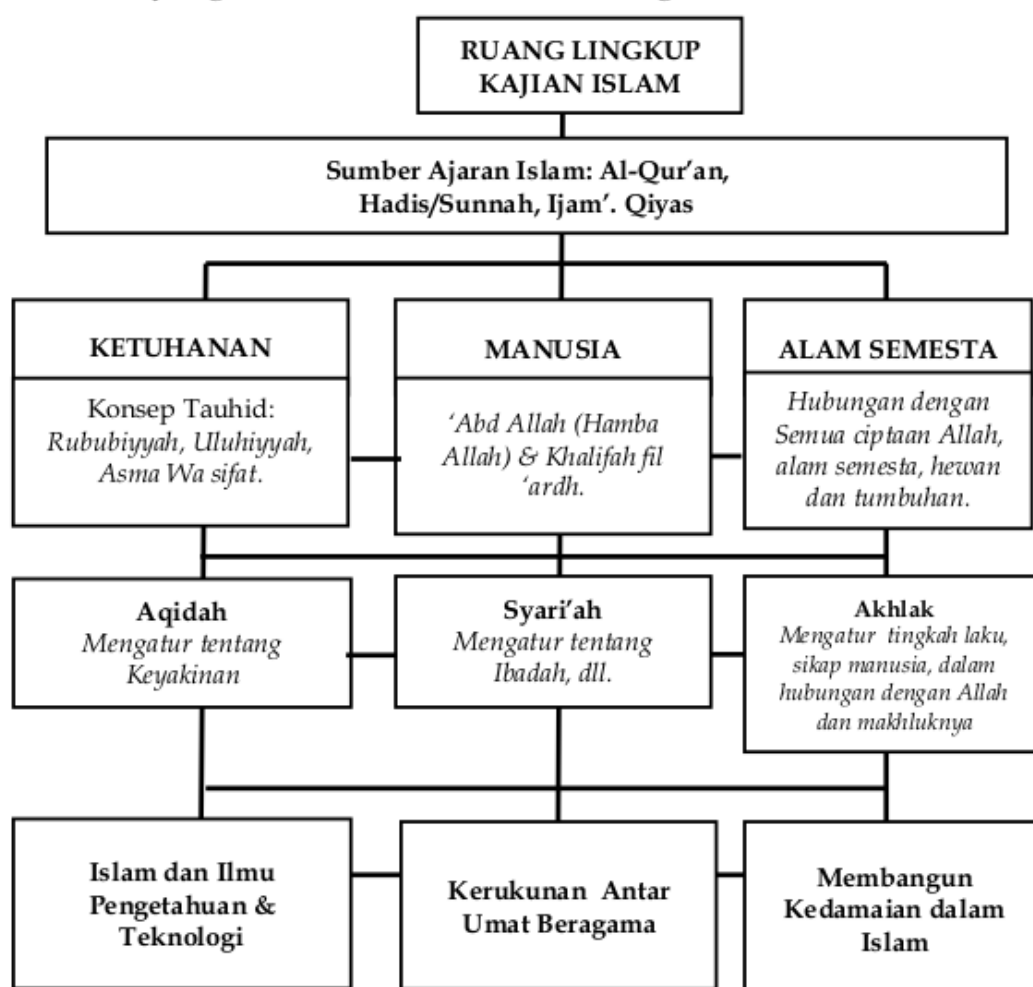 RUANG LINGKUP
KAJIAN ISLAM
Sumber Ajaran Islam: Al-Qur'an,
Hadis/Sunnah, Ijam'. Qiyas
KETUHANAN
Konsep Tauhid:
Rububiyyah, Uluhiyyah,
Asma Wa sifat.
MANUSIA
'Abd Allah (Hamba
Allah) & Khalifah fil
'ardh.
ALAM SEMESTA
Hubungan dengan
Semua ciptaan Allah,
alam semesta, hewan
dan tumbuhan.
Aqidah
Mengatur tentang
Keyakinan
Syari'ah
Mengatur tentang
Ibadah, dll.
Akhlak
Mengatur tingkah laku,
sikap manusia, dalam
hubungan dengan Allah
dan makhluknya
Islam dan Ilmu
Pengetahuan &
Teknologi
Kerukunan Antar
Umat Beragama
Membangun
Kedamaian dalam
Islam